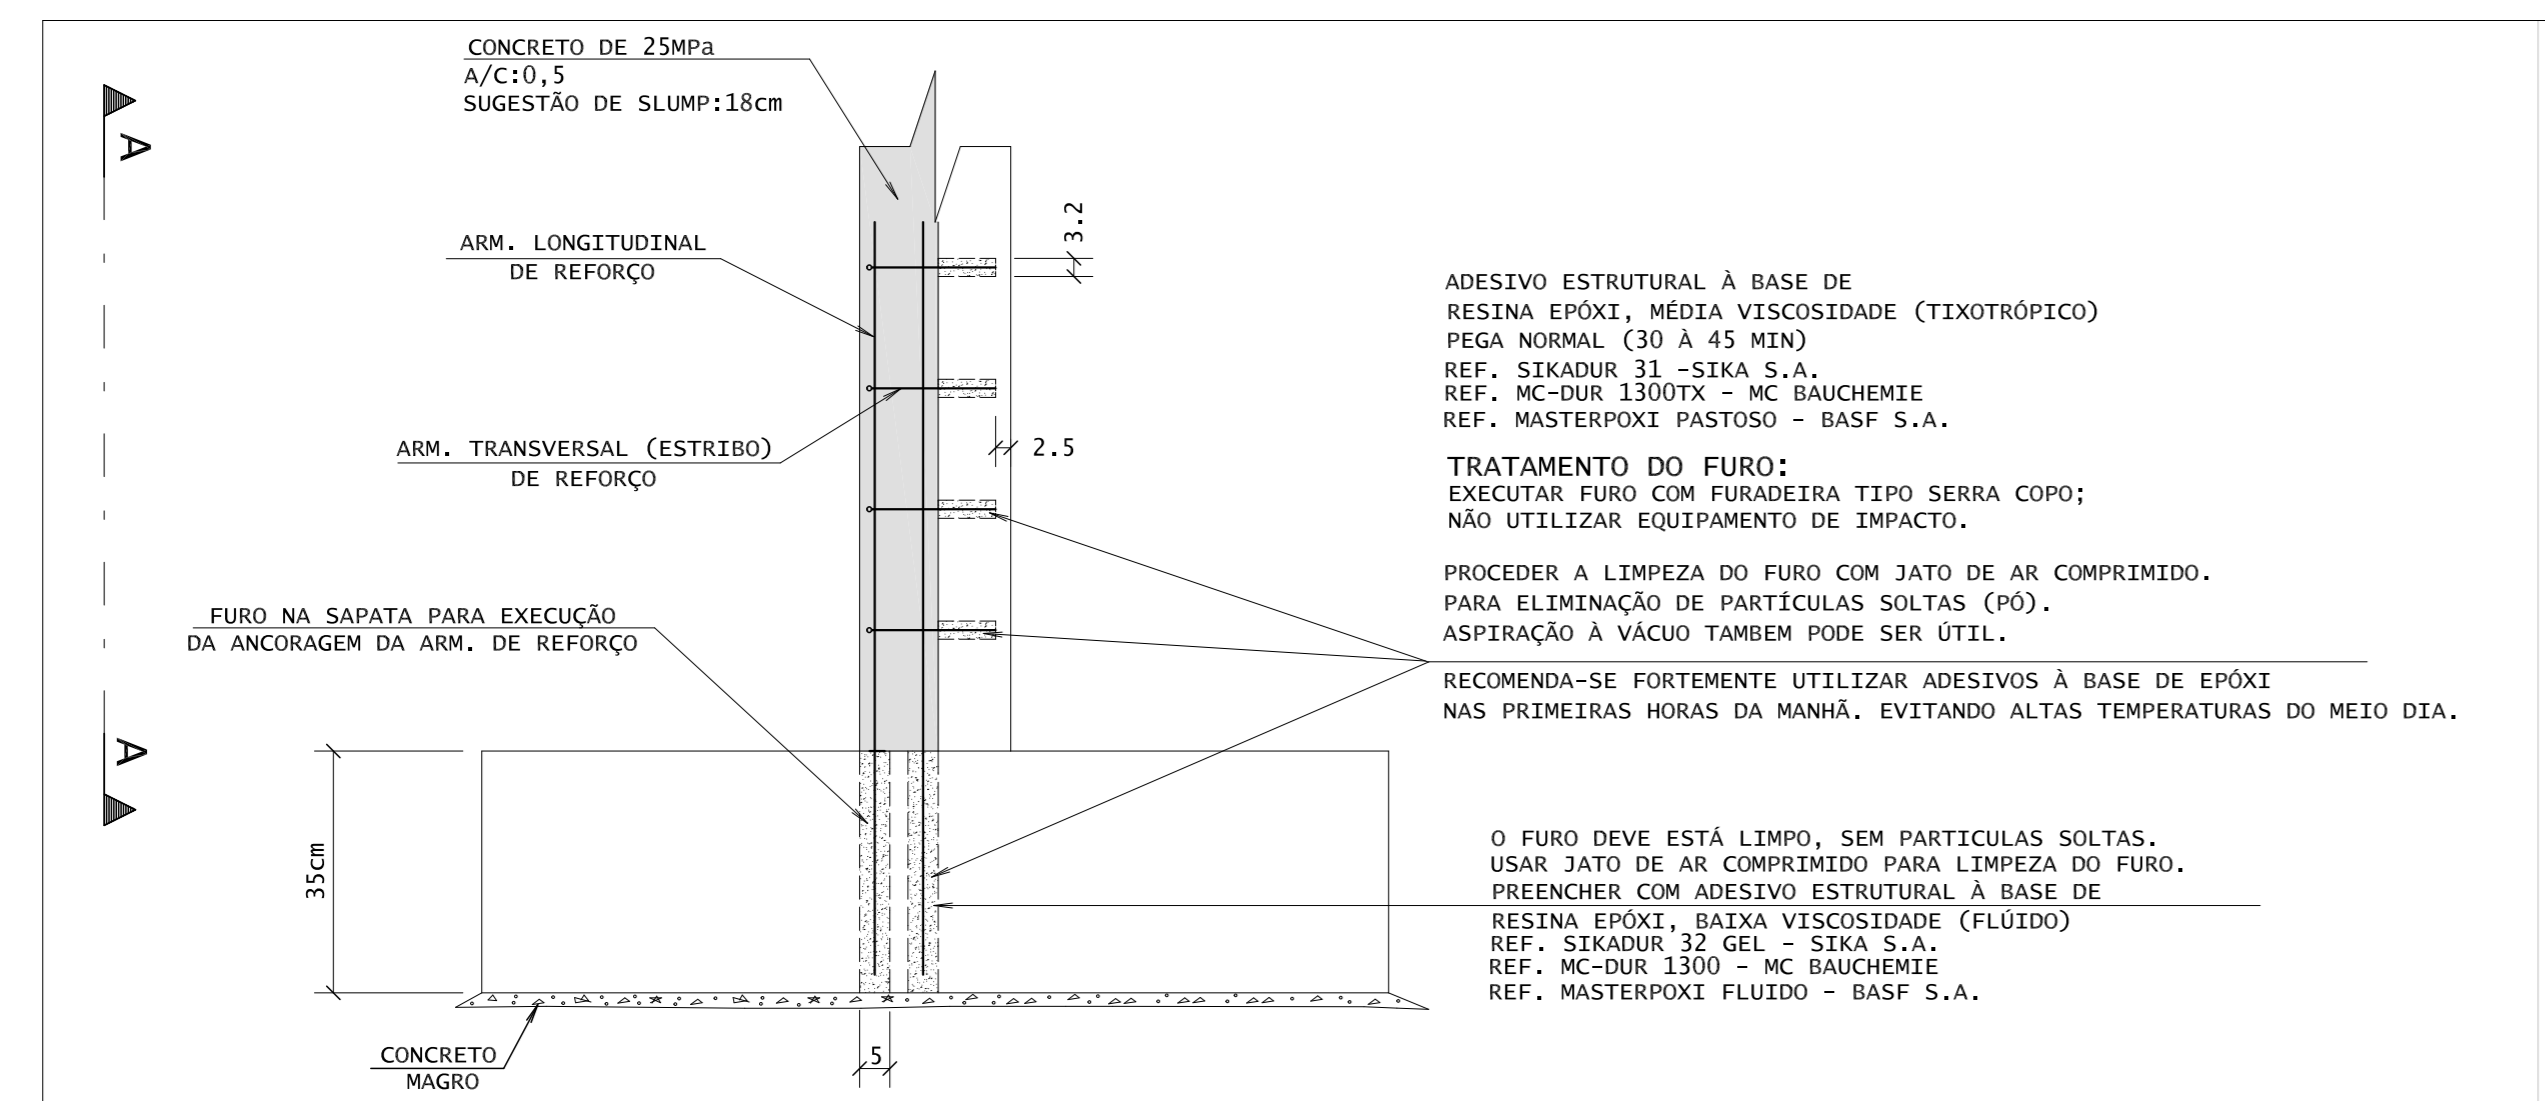 CONCRETO DE 25MPa
A/C:0,5
SUGESTÃO DE SLUMP:18cm
A
ARM. LONGITUDINAL
DE REFORÇO
3.2
ARM. TRANSVERSAL (ESTRIBO)
DE REFORÇO
2.5
ADESIVO ESTRUTURAL À BASE DE
RESINA EPÓXI, MÉDIA VISCOSIDADE (TIXOTRÓPICO)
PEGA NORMAL (30 À 45 MIN)
REF. SIKADUR 31 -SIKA S.A.
REF. MC-DUR 1300TX - MC BAUCHEMIE
REF. MASTERPOXI PASTOSO - BASF S.A.
TRATAMENTO DO FURO:
EXECUTAR FURO COM FURADEIRA TIPO SERRA COPO;
NÃO UTILIZAR EQUIPAMENTO DE IMPACTO.
PROCEDER A LIMPEZA DO FURO COM JATO DE AR COMPRIMIDO.
PARA ELIMINAÇÃO DE PARTÍCULAS SOLTAS (PÓ).
ASPIRAÇÃO À VÁCUO TAMBEM PODE SER ÚTIL.
RECOMENDA-SE FORTEMENTE UTILIZAR ADESIVOS À BASE DE EPÓXI
NAS PRIMEIRAS HORAS DA MANHÃ. EVITANDO ALTAS TEMPERATURAS DO MEIO DIA.
FURO NA SAPATA PARA EXECUÇÃO
DA ANCORAGEM DA ARM. DE REFORÇO
A
35cm
O FURO DEVE ESTÁ LIMPO, SEM PARTICULAS SOLTAS.
USAR JATO DE AR COMPRIMIDO PARA LIMPEZA DO FURO.
PREENCHER COM ADESIVO ESTRUTURAL À BASE DE
RESINA EPÓXI, BAIXA VISCOSIDADE (FLÚIDO)
REF. SIKADUR 32 GEL - SIKA S.A.
REF. MC-DUR 1300 - MC BAUCHEMIE
REF. MASTERPOXI FLUIDO - BASF S.A.
CONCRETO
MAGRO
5